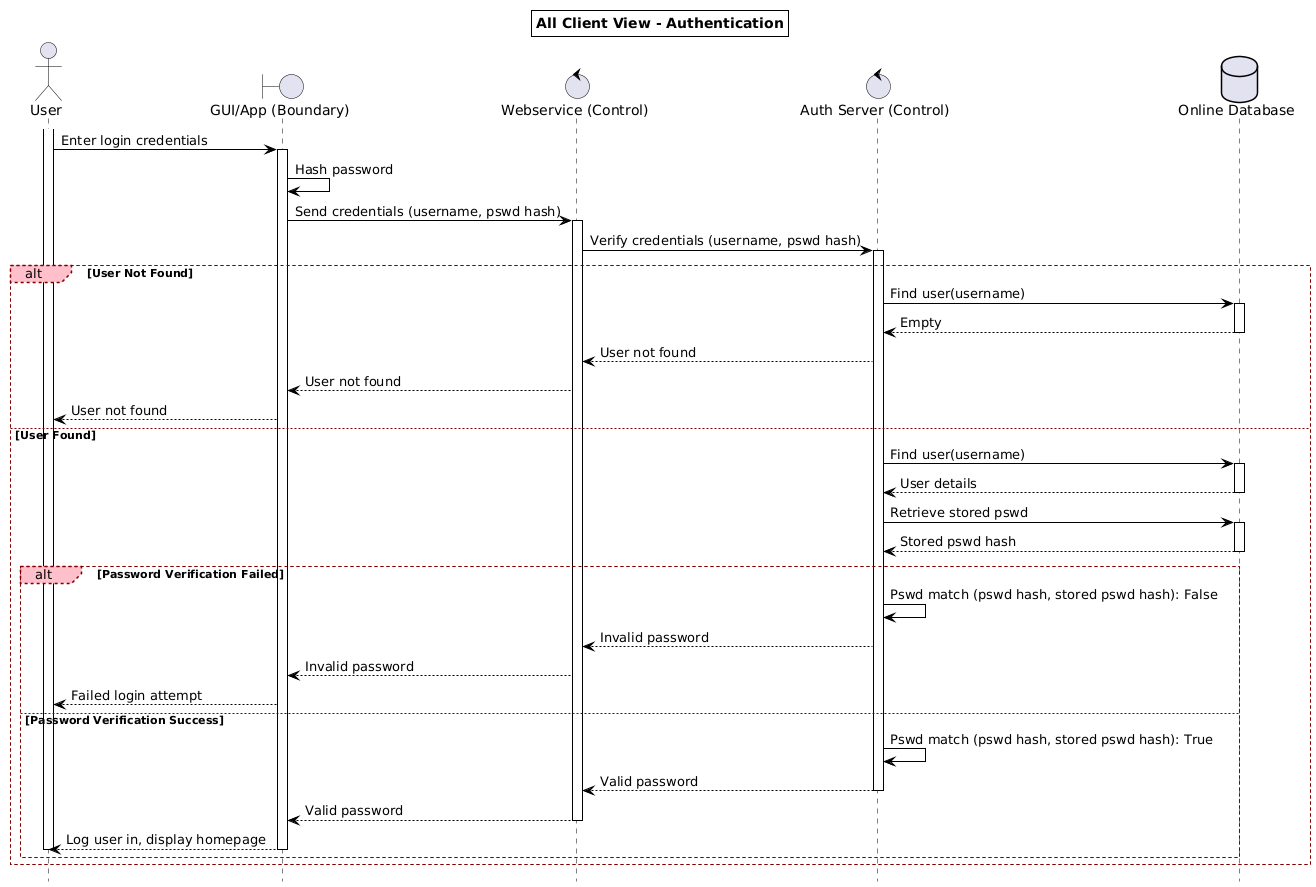 All Client View - Authentication
User
GUI/App (Boundary)
Webservice (Control)
Auth Server (Control)
Online Database
Enter login credentials
Hash password
Send credentials (username, pswd hash)
Verify credentials (username, pswd hash)
alt
[User Not Found]
Find user(username)
Empty
User not found
User not found
User not found
[User Found]
Find user(username)
User details
Retrieve stored pswd
Stored pswd hash
alt
[Password Verification Failed]
Pswd match (pswd hash, stored pswd hash): False
Invalid password
Invalid password
Failed login attempt
[Password Verification Success]
Pswd match (pswd hash, stored pswd hash): True
Valid password
Valid password
Log user in, display homepage